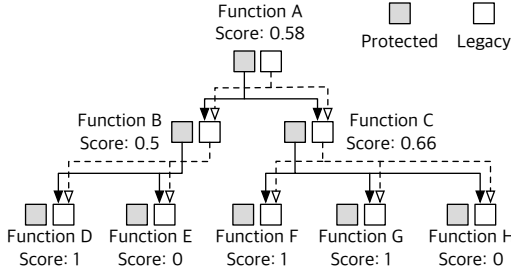 Function A
Score: 0.58
Protected
Legacy
Function B
Score: 0.5
Function C
Score: 0.66
Function D
Score: 1
Function E
Score: 0
Function F
Score: 1
Function G
Score: 1
Function H
Score: 0